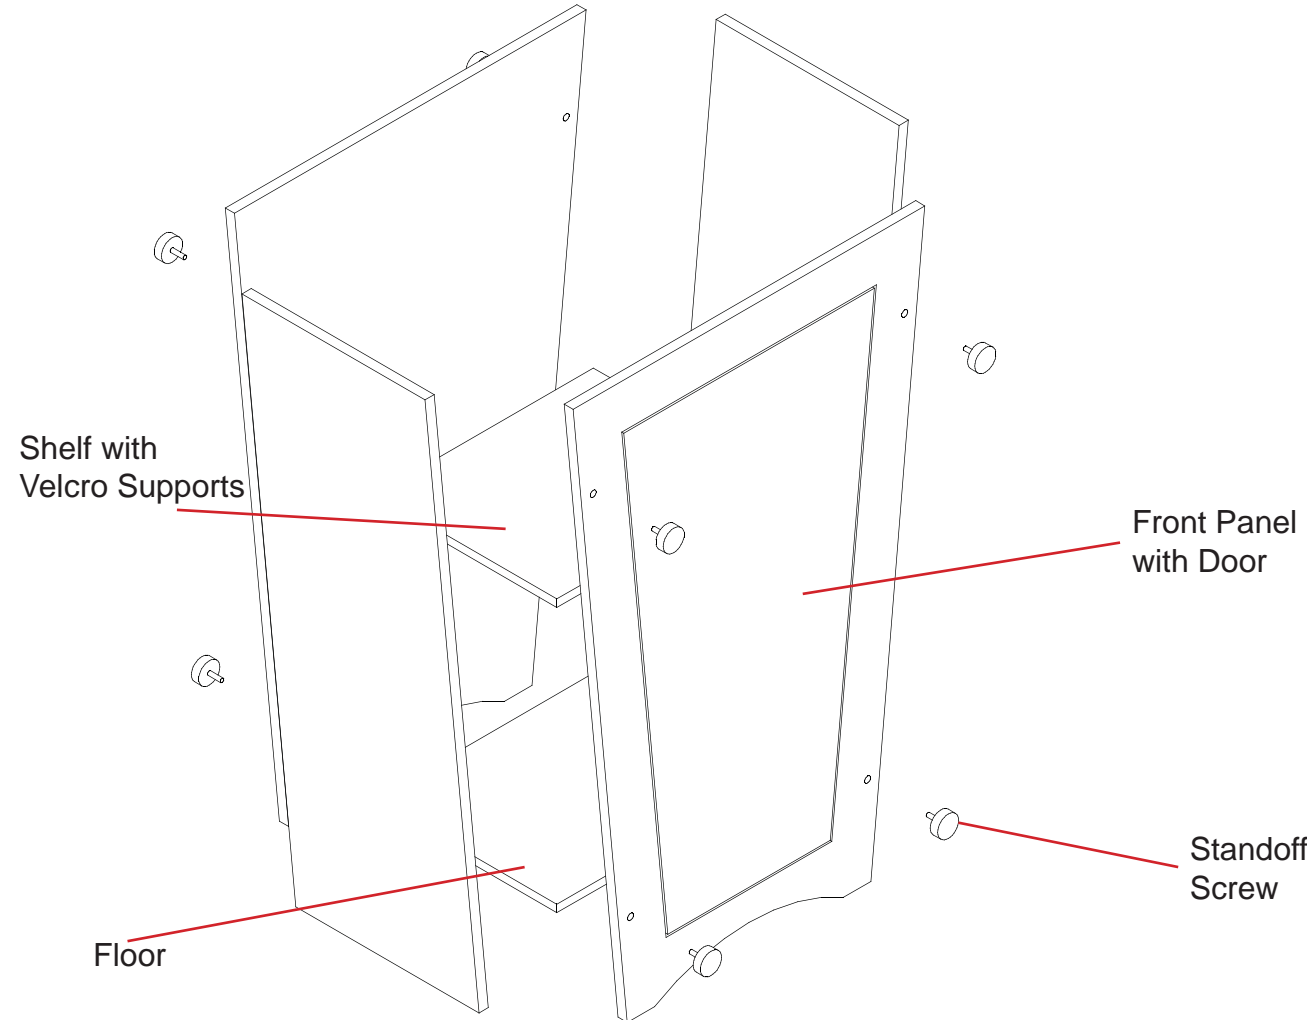 Shelf with
Velcro Supports
Front Panel
with Door
Standoff
Screw
Floor